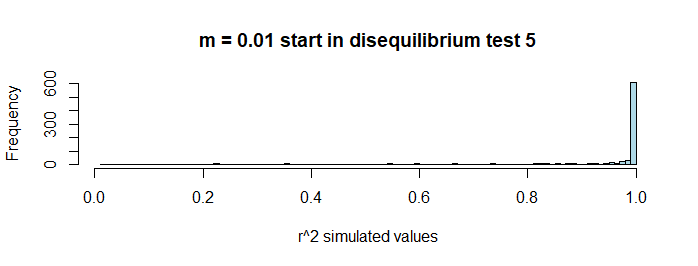 m = 0.01 start in disequilibrium test 5
Frequency
600
300
0
0.0 0.2 0.4 0.6 0.8 1.0
r^2 simulated values